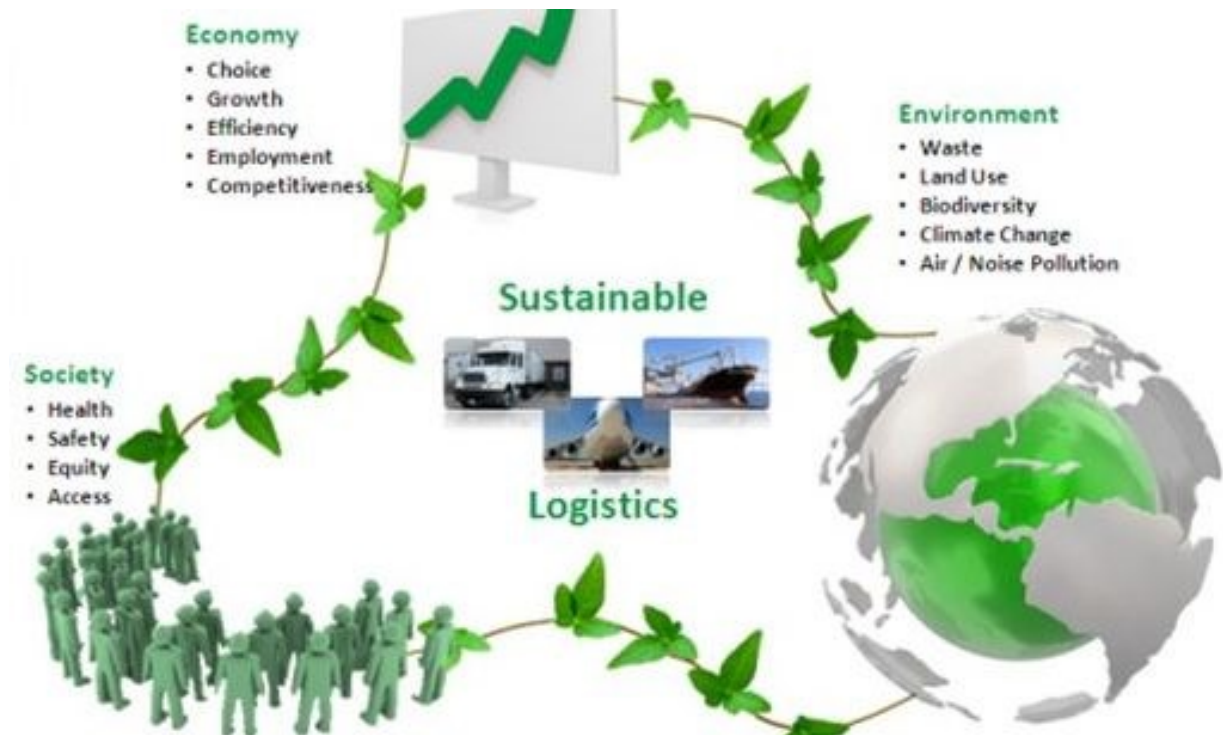 Economy
• Choice
• Growth
• Efficiency
• Employment
• Competitiveness
Environment
• Waste
• Land Use
• Biodiversity
• Climate Change
• Air / Noise Pollution
Sustainable
Logistics
Society
• Health
• Safety
• Equity
• Access